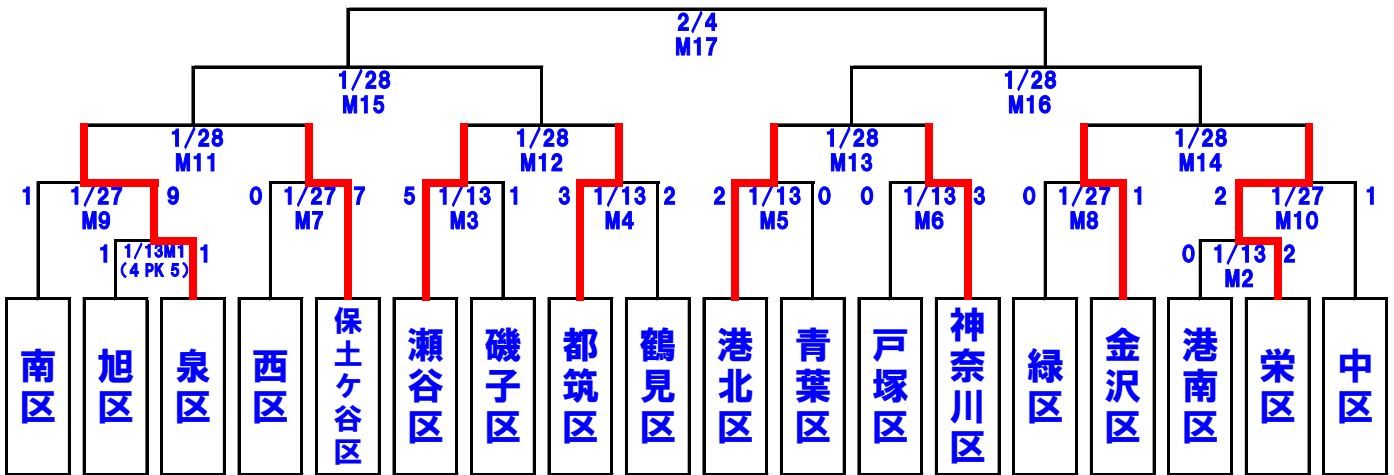 2/4
M17
1/28
M15
1/28
M16
1/28
M11
1/28
M12
1/28
M13
1/28
M14
1 1/27 9
M9
0 1/27 7
M7
5 1/13 1
M3
3 1/13 2
M4
2 1/13 0
M5
0 1/13 3
M6
0 1/27 1
M8
2 1/27 1
M10
1 1/13M1 1
(4 PK 5)
0 1/13 2
M2
南区
旭区
泉区
西区
保土ケ谷区
瀬谷区
磯子区
都筑区
鶴見区
港北区
青葉区
戸塚区
神奈川区
緑区
金沢区
港南区
栄区
中区